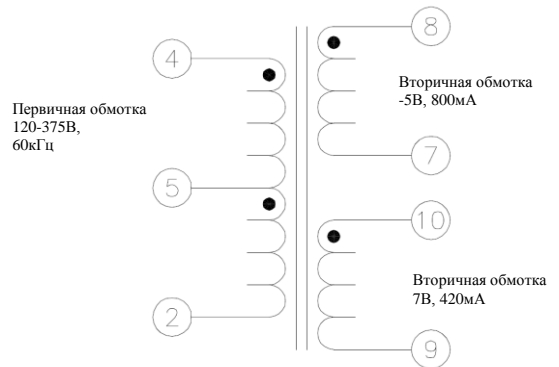 4
8
Вторичная обмотка
-5В, 800мА
Первичная обмотка
120-375В,
60кГц
7
5
10
Вторичная обмотка
7В, 420мА
2
9